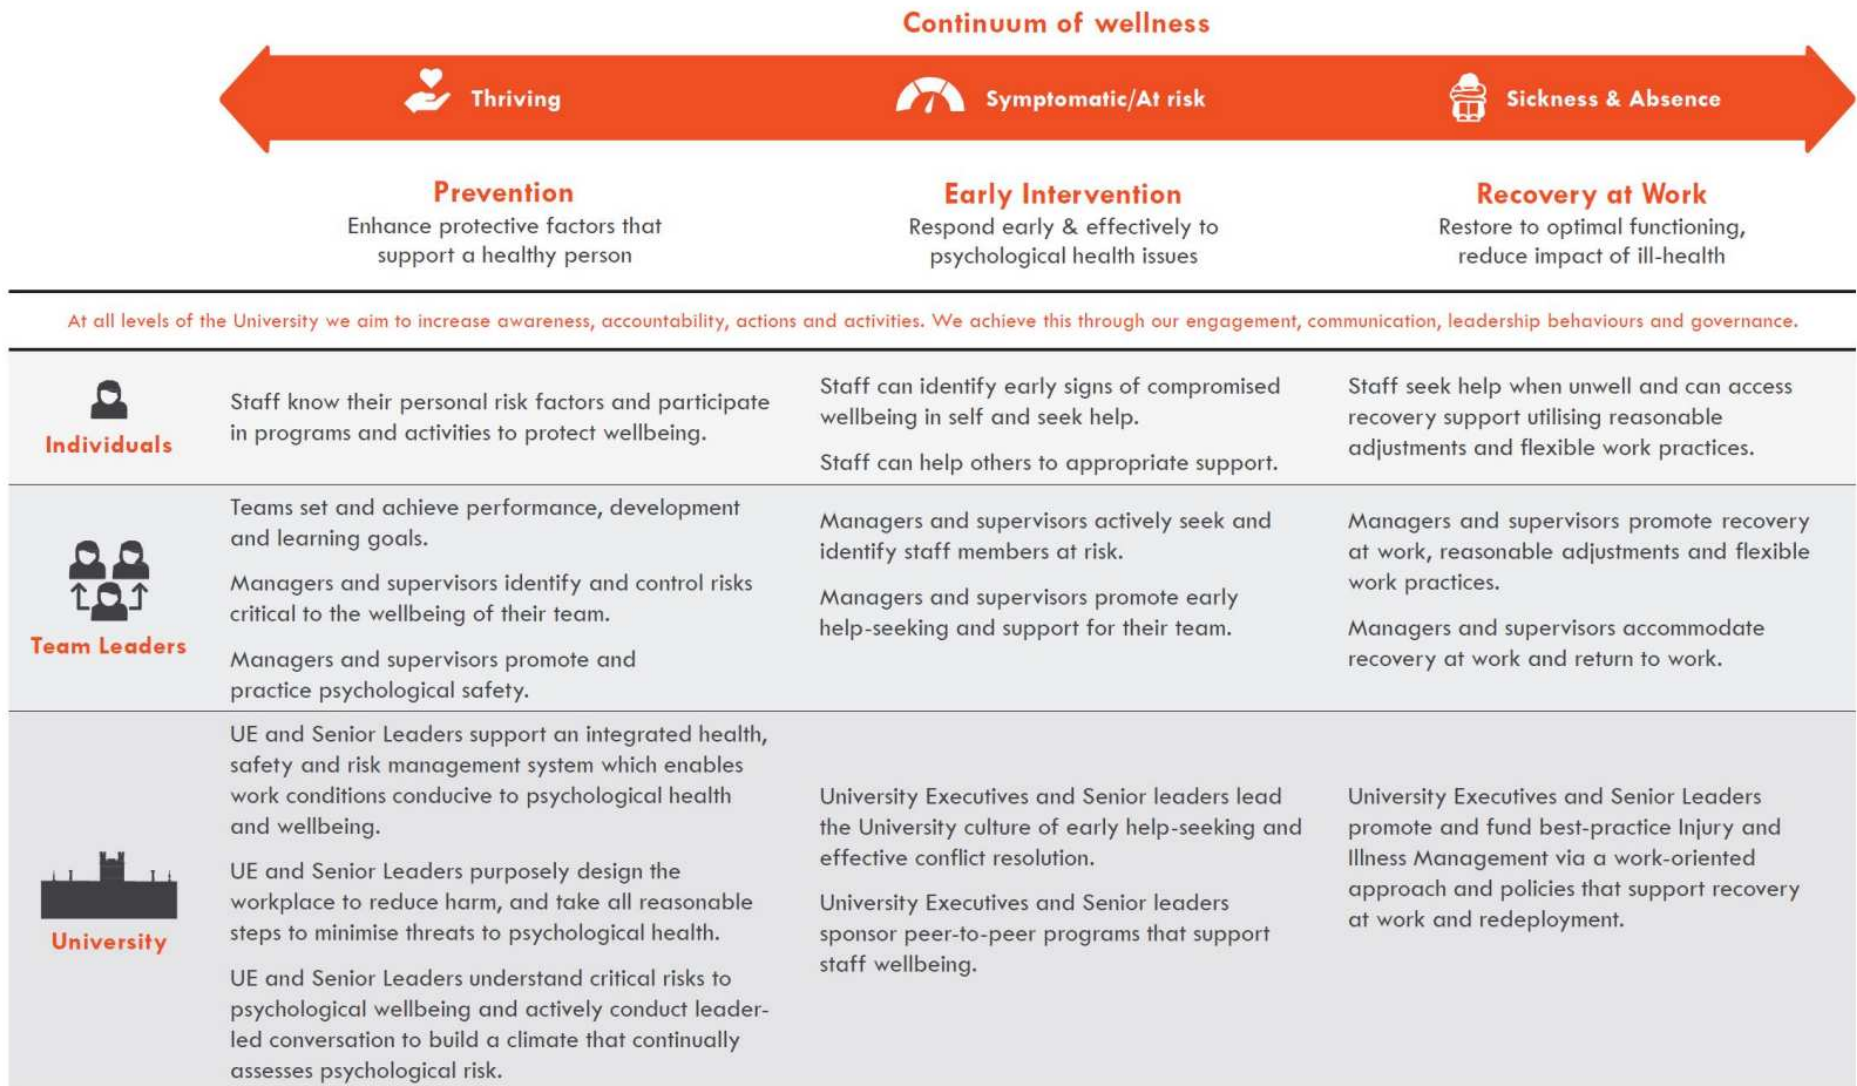 Continuum of wellness
Thriving
Symptomatic/At risk
Sickness & Absence
Prevention
Enhance protective factors that
support a healthy person
Early Intervention
Respond early & effectively to
psychological health issues
Recovery at Work
Restore to optimal functioning,
reduce impact of ill-health
At all levels of the University we aim to increase awareness, accountability, actions and activities. We achieve this through our engagement, communication, leadership behaviours and governance.
Individuals
Staff know their personal risk factors and participate
in programs and activities to protect wellbeing.
Staff can identify early signs of compromised
wellbeing in self and seek help.
Staff can help others to appropriate support.
Staff seek help when unwell and can access
recovery support utilising reasonable
adjustments and flexible work practices.
Team Leaders
Teams set and achieve performance, development
and learning goals.
Managers and supervisors identify and control risks
critical to the wellbeing of their team.
Managers and supervisors promote and
practice psychological safety.
Managers and supervisors actively seek and
identify staff members at risk.
Managers and supervisors promote early
help-seeking and support for their team.
Managers and supervisors promote recovery
at work, reasonable adjustments and flexible
work practices.
Managers and supervisors accommodate
recovery at work and return to work.
University
UE and Senior Leaders support an integrated health,
safety and risk management system which enables
work conditions conducive to psychological health
and wellbeing.
UE and Senior Leaders purposely design the
workplace to reduce harm, and take all reasonable
steps to minimise threats to psychological health.
UE and Senior Leaders understand critical risks to
psychological wellbeing and actively conduct leader-
led conversation to build a climate that continually
assesses psychological risk.
University Executives and Senior leaders lead
the University culture of early help-seeking and
effective conflict resolution.
University Executives and Senior leaders
sponsor peer-to-peer programs that support
staff wellbeing.
University Executives and Senior Leaders
promote and fund best-practice Injury and
Illness Management via a work-oriented
approach and policies that support recovery
at work and redeployment.